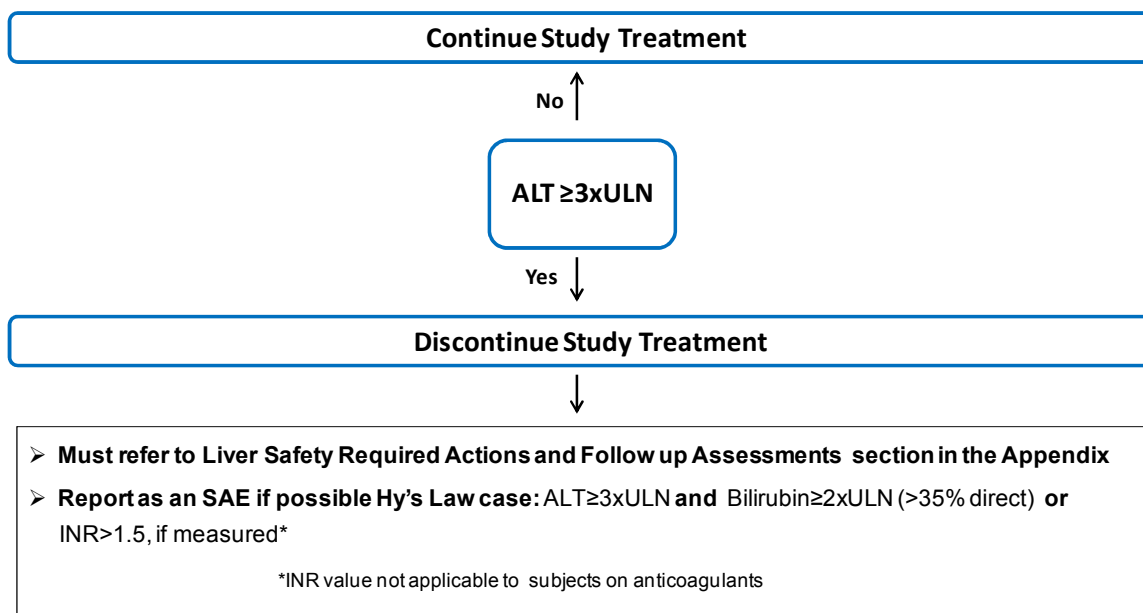 Continue Study Treatment
No
ALT ≥3xULN
Yes
Discontinue Study Treatment
➢ Must refer to Liver Safety Required Actions and Follow up Assessments section in the Appendix
➢ Report as an SAE if possible Hy's Law case: ALT≥3xULN and Bilirubin≥2xULN (>35% direct) or
INR>1.5, if measured*
*INR value not applicable to subjects on anticoagulants